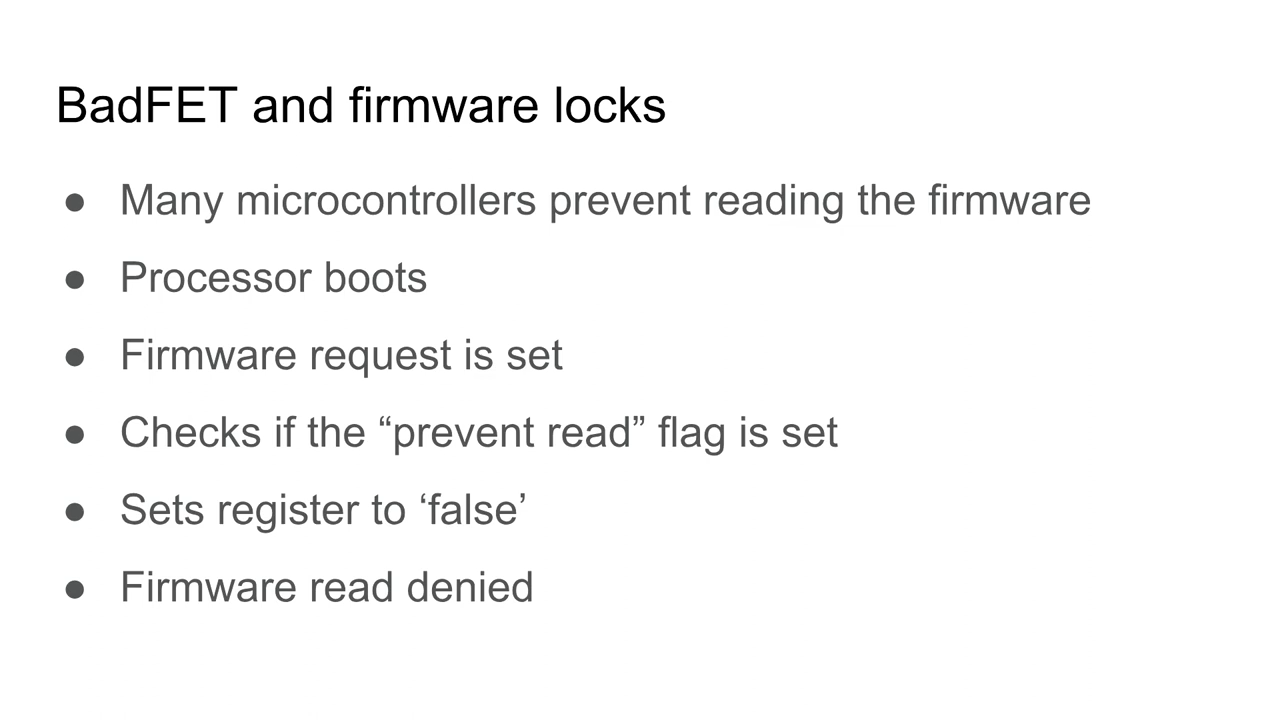 BadFET and firmware locks
● Many microcontrollers prevent reading the firmware
● Processor boots
● Firmware request is set
● Checks if the “prevent read” flag is set
● Sets register to ‘false’
● Firmware read denied